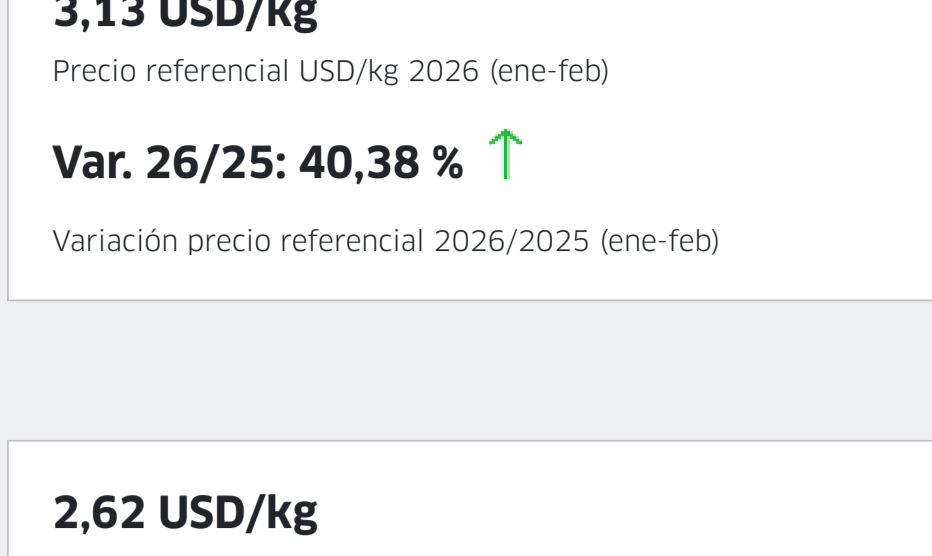 3,13 USD/kg
Precio referencial USD/kg 2026 (ene-feb)
Var. 26/25: 40,38 %
Variación precio referencial 2026/2025 (ene-feb)
2,62 USD/kg